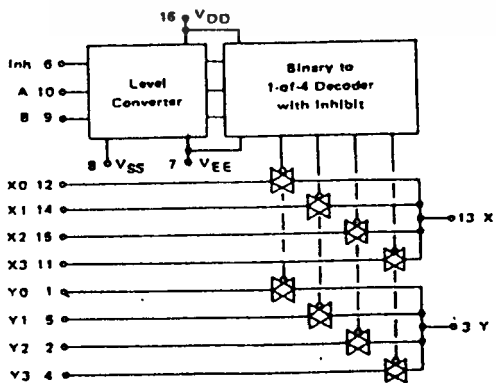 16 VDD
Inh 6
A 10
B 9
Level
Converter
Binary to
1-of-4 Decoder
with Inhibit
8 VSS
7 VEE
X0 12
X1 14
X2 15
X3 11
13 X
Y0 1
Y1 5
Y2 2
Y3 4
3 Y